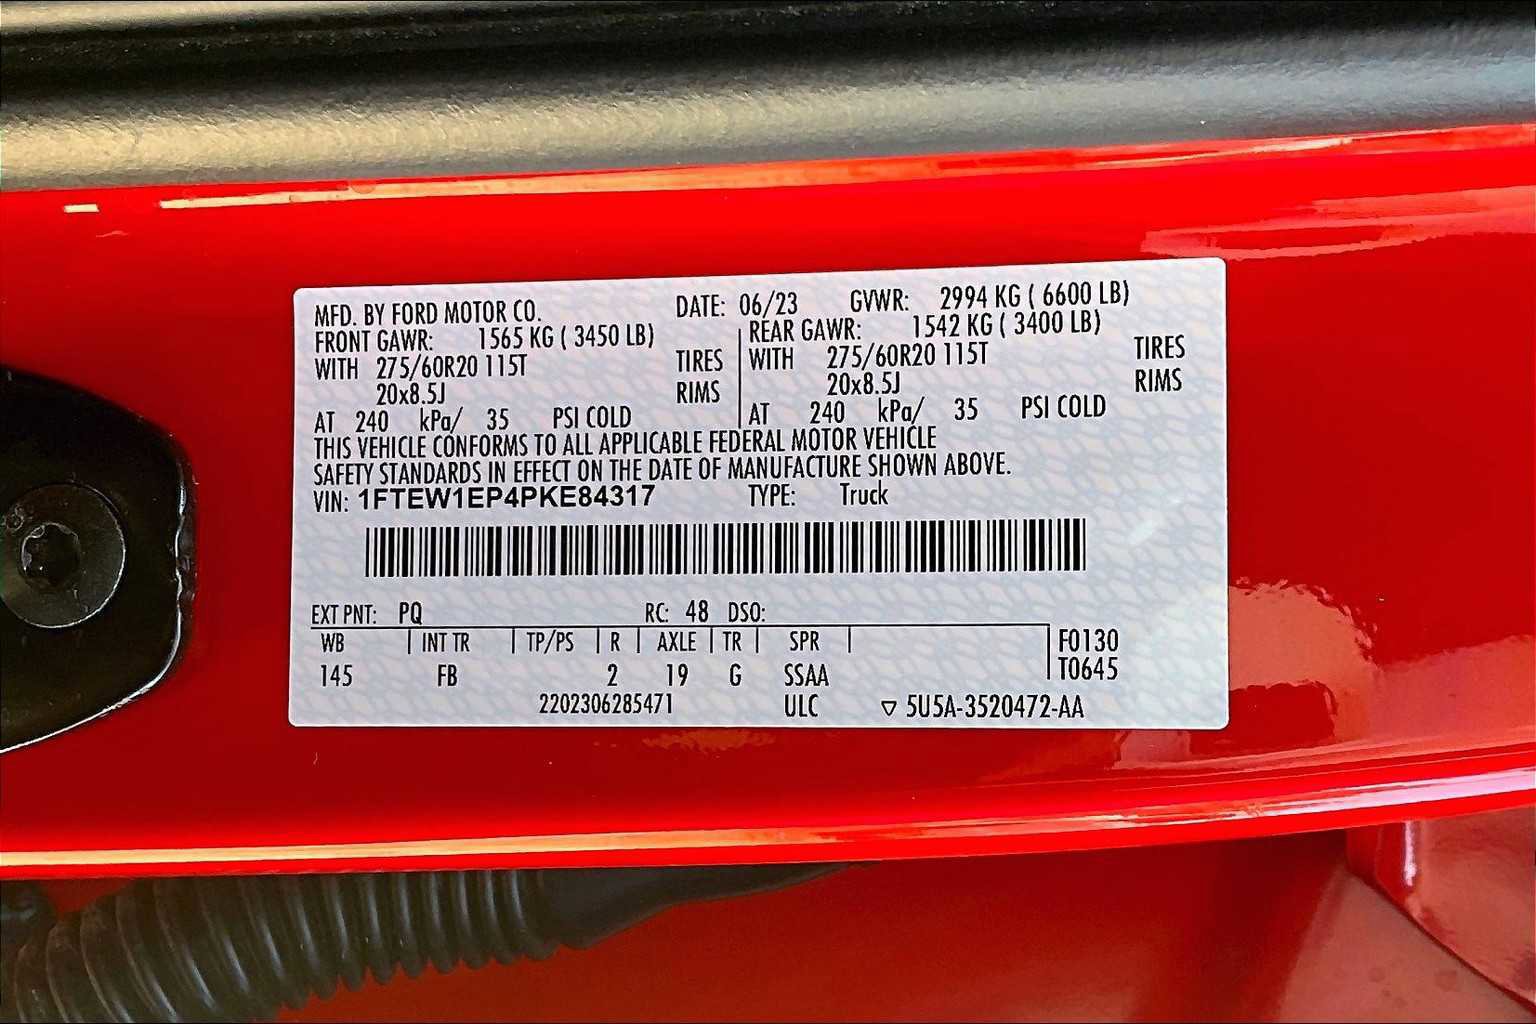 MFD. BY FORD MOTOR CO. DATE: 06/23 GVWR: 2994 KG ( 6600 LB)
FRONT GAWR: 1565 KG ( 3450 LB) REAR GAWR: 1542 KG ( 3400 LB)
WITH 275/60R20 115T TIRES WITH 275/60R20 115T TIRES
20x8.5J RIMS 20x8.5J RIMS
AT 240 kPa/ 35 PSI COLD AT 240 kPa/ 35 PSI COLD
THIS VEHICLE CONFORMS TO ALL APPLICABLE FEDERAL MOTOR VEHICLE
SAFETY STANDARDS IN EFFECT ON THE DATE OF MANUFACTURE SHOWN ABOVE.
VIN: 1FTEW1EP4PKE84317 TYPE: Truck
EXT PNT: PQ RC: 48 DSO:
WB INT TR TP/PS R AXLE TR SPR F0130
145 FB 2 19 G SSAA T0645
2202306285471 ULC ▽ 5U5A-3520472-AA